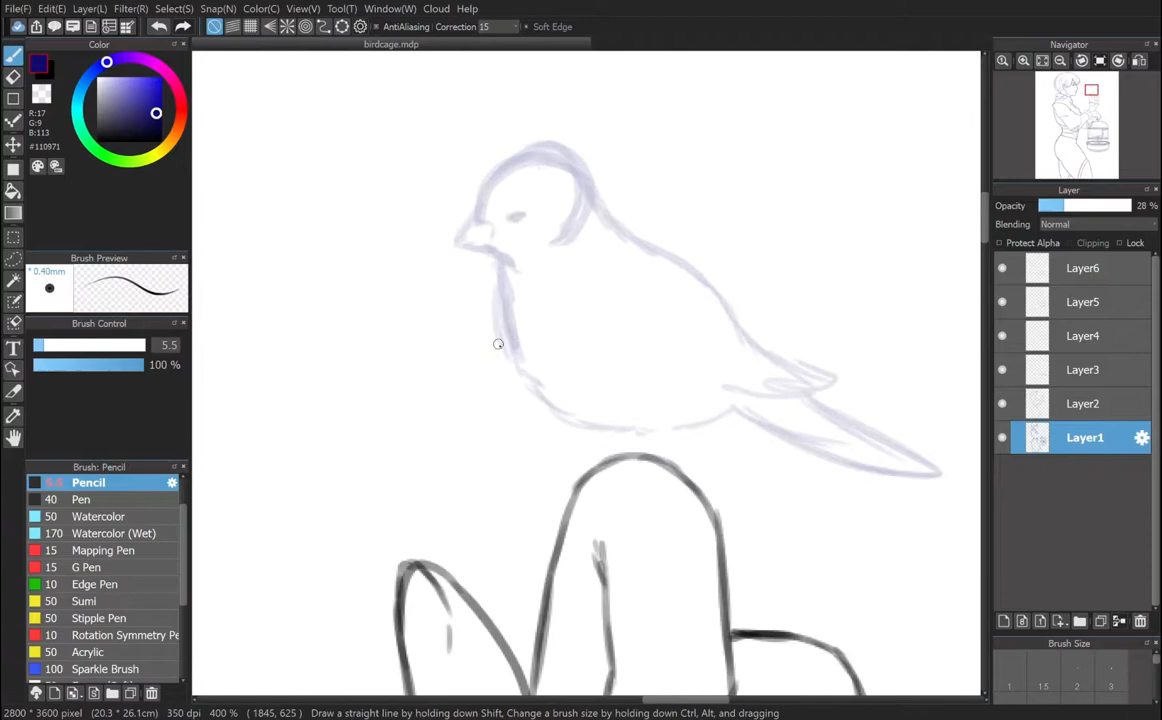 File(F) Edit(E) Layer(L) Filter(R) Select(S) Snap(N) Color(C) View(V) Tool(T) Window(W) Cloud Help
AntiAliasing Correction 15 Soft Edge
birdcage.mdp
Color
R:17
G:9
B:113
#110971
Brush Preview
* 0.40mm
Brush Control
5.5
100 %
Brush: Pencil
5.5 Pencil
40 Pen
50 Watercolor
170 Watercolor (Wet)
15 Mapping Pen
15 G Pen
10 Edge Pen
50 Sumi
50 Stipple Pen
10 Rotation Symmetry Pe
50 Acrylic
100 Sparkle Brush
Navigator
Layer
Opacity 28 %
Blending Normal
Protect Alpha Clipping Lock
Layer6
Layer5
Layer4
Layer3
Layer2
Layer1
Brush Size
1 1.5 2 3
2800 * 3600 pixel (20.3 * 26.1cm) 350 dpi 400 % ( 1845, 625 ) Draw a straight line by holding down Shift, Change a brush size by holding down Ctrl, Alt, and dragging